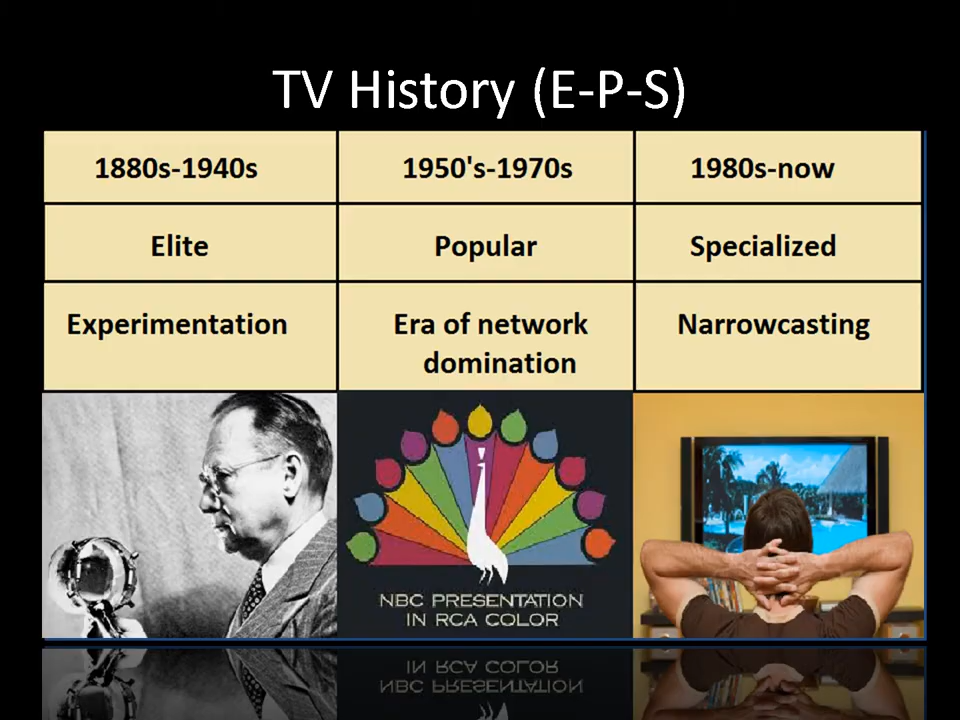 TV History (E-P-S)
1880s-1940s
1950's-1970s
1980s-now
Elite
Popular
Specialized
Experimentation
Era of network
domination
Narrowcasting
NBC PRESENTATION
IN RCA COLOR